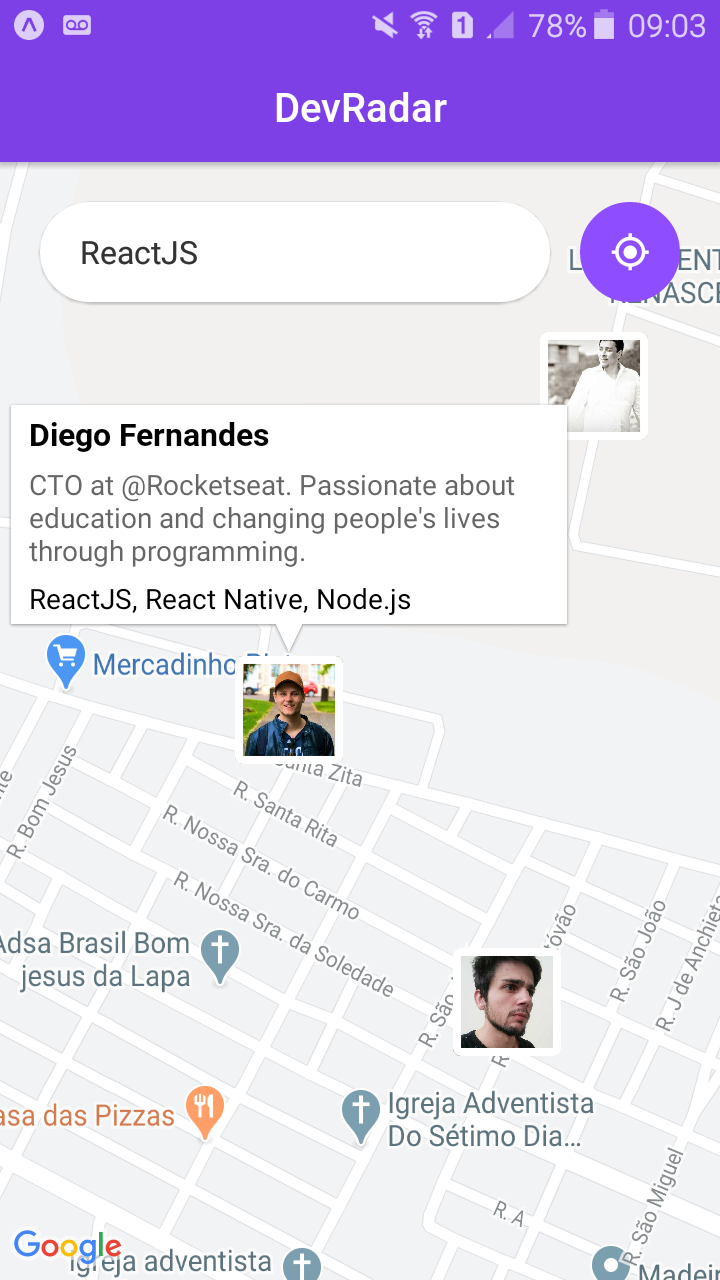 78% 09:03
DevRadar
ReactJS
Diego Fernandes
CTO at @Rocketseat. Passionate about
education and changing people's lives
through programming.
ReactJS, React Native, Node.js
Mercadinho
Santa Zita
R. Bom Jesus
R. Santa Rita
R. Nossa Sra. do Carmo
R. Nossa Sra. da Soledade
Adsa Brasil Bom
jesus da Lapa
R. São
R. São João
R. J de Anchieta
asa das Pizzas
Igreja Adventista
Do Sétimo Dia...
R. São Miguel
R. A
Google
Igreja adventista
Madei